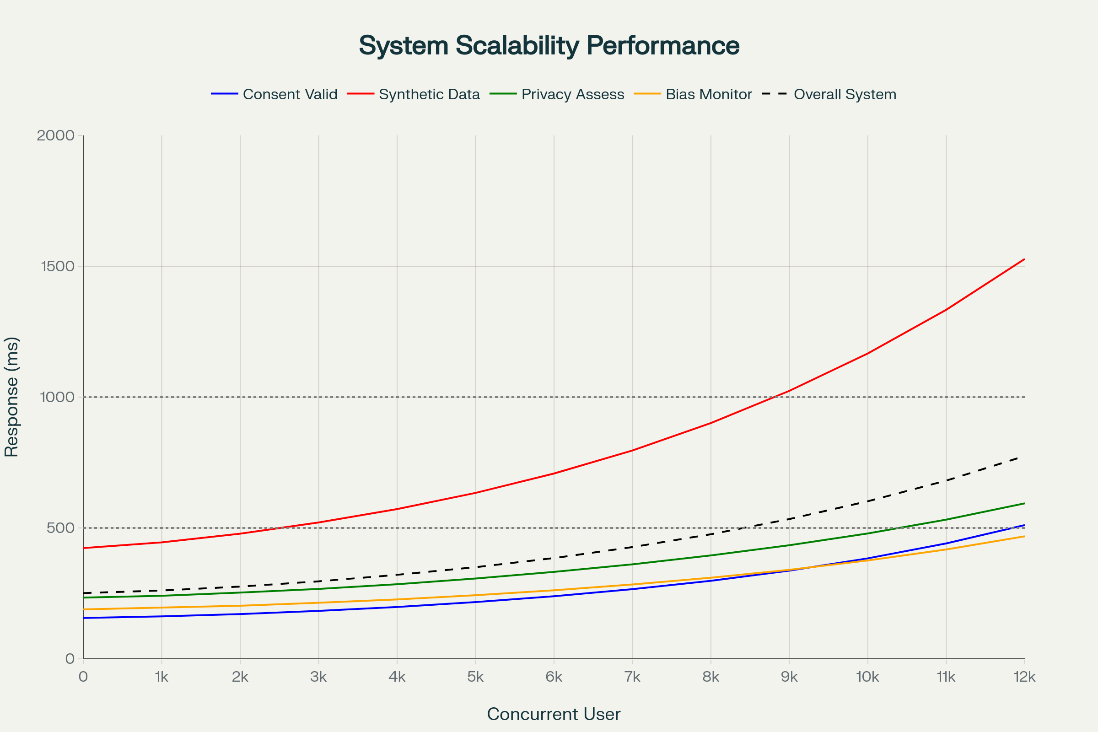 System Scalability Performance
Consent Valid Synthetic Data Privacy Assess Bias Monitor Overall System
2000
1500
1000
500
0
Response (ms)
0 1k 2k 3k 4k 5k 6k 7k 8k 9k 10k 11k 12k
Concurrent User